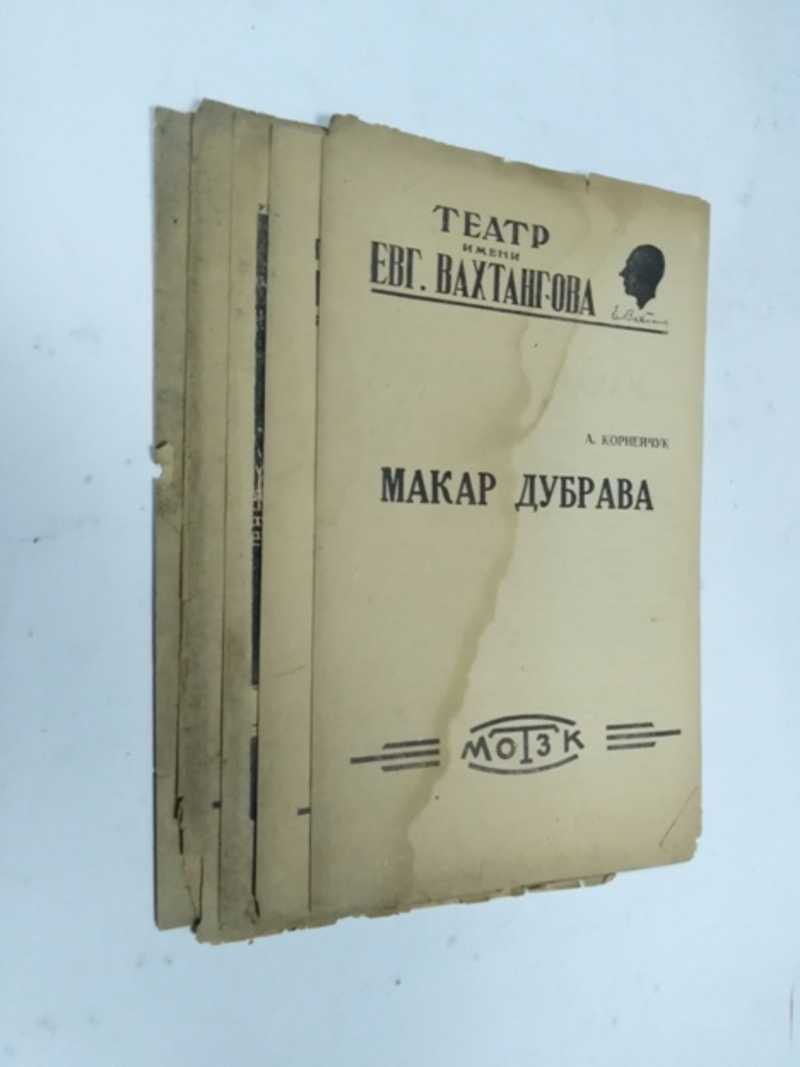 ТЕАТР
ИМЕНИ
ЕВГ. ВАХТАНГОВА
А. КОРНЕЙЧУК
МАКАР ДУБРАВА
МОТЗК